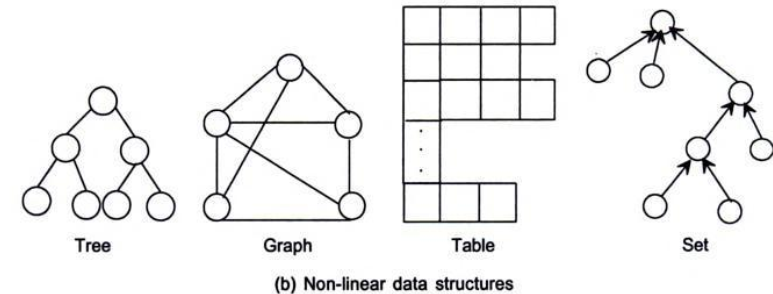 Tree
Graph
Table
Set
(b) Non-linear data structures